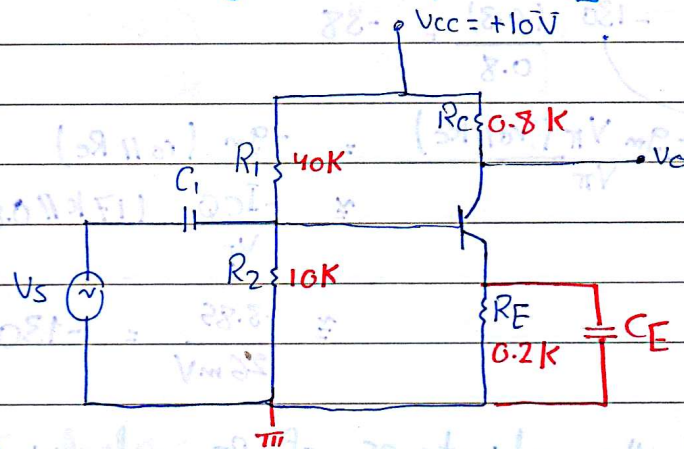 Vcc = +10V
Rc 0.8 K
R1 40K
Vo
C1
R2 10K
Vs
~
RE
0.2K
CE